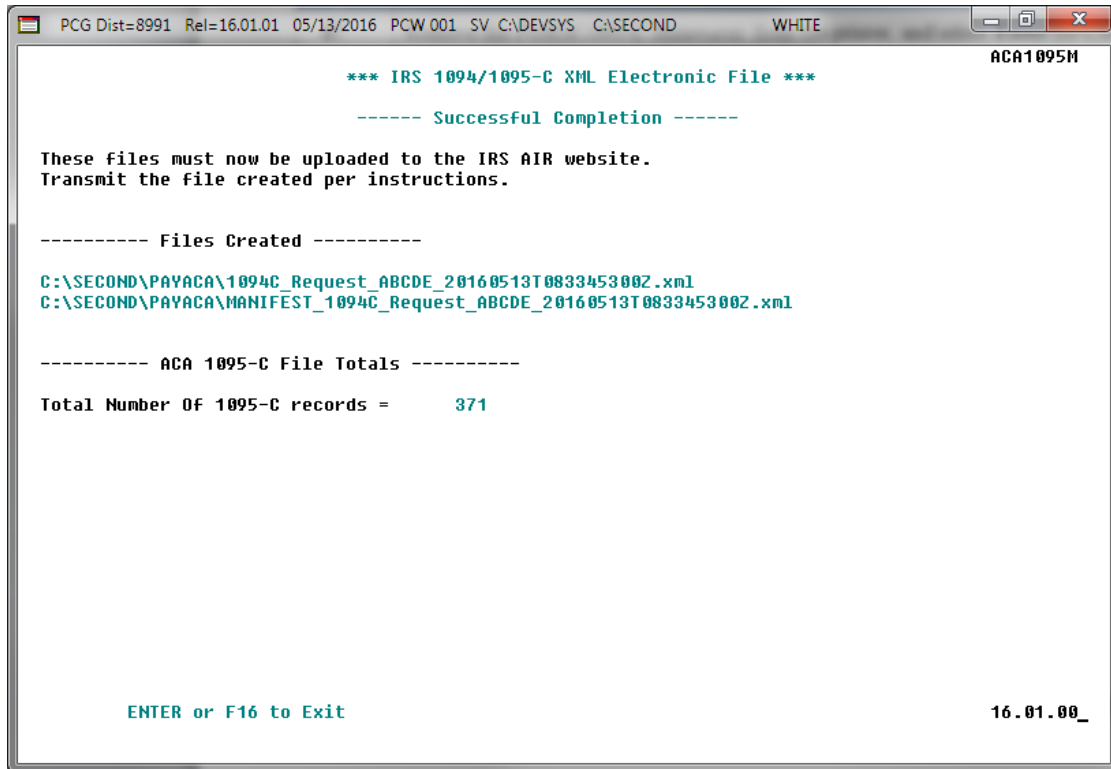 PCG Dist=8991 Rel=16.01.01 05/13/2016 PCW 001 SV C:\DEVSYS C:\SECOND WHITE
ACA1095M
*** IRS 1094/1095-C XML Electronic File ***
------ Successful Completion ------
These files must now be uploaded to the IRS AIR website.
Transmit the file created per instructions.
---------- Files Created ----------
C:\SECOND\PAYACA\1094C_Request_ABCDE_20160513T083345300Z.xml
C:\SECOND\PAYACA\MANIFEST_1094C_Request_ABCDE_20160513T083345300Z.xml
---------- ACA 1095-C File Totals ----------
Total Number Of 1095-C records = 371
ENTER or F16 to Exit
16.01.00_